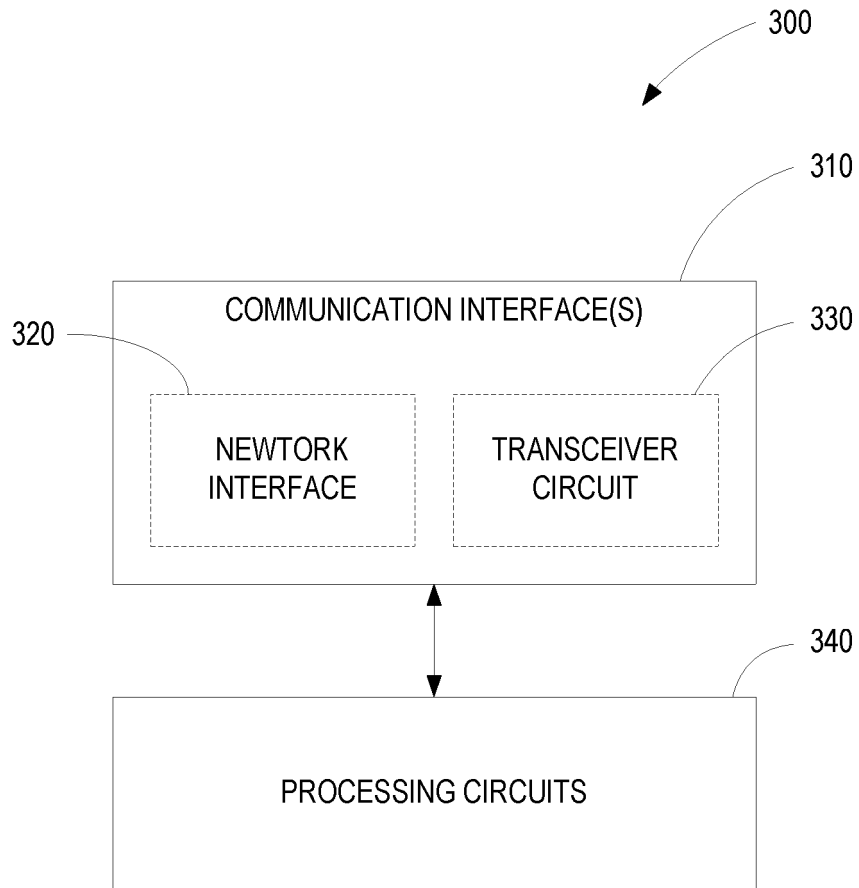 300
310
COMMUNICATION INTERFACE(S)
320
330
NEWTORK
INTERFACE
TRANSCEIVER
CIRCUIT
340
PROCESSING CIRCUITS